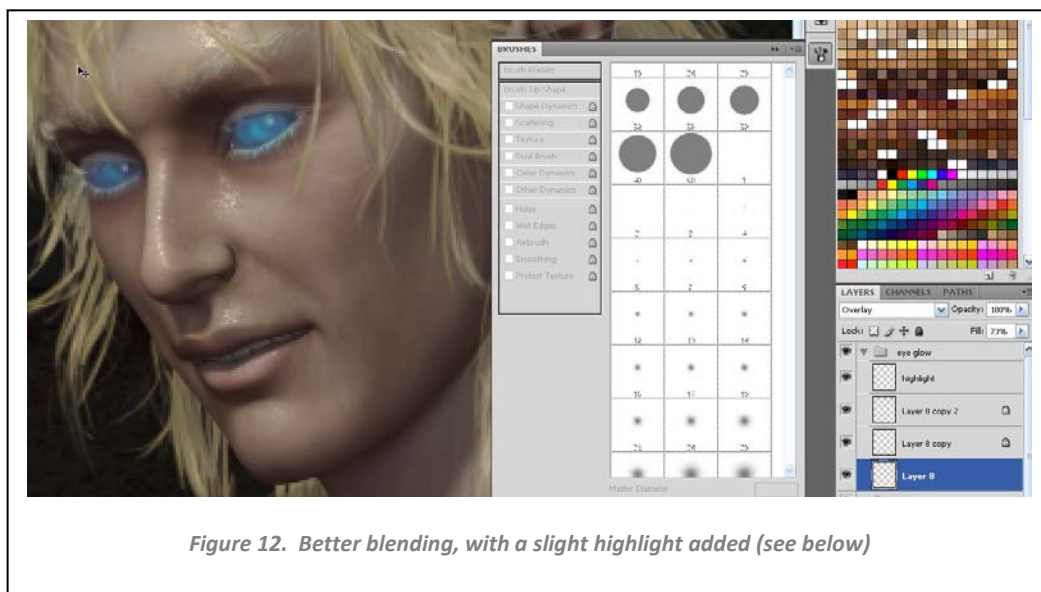 BRUSHES
Brush Presets
Brush Tip Shape
Shape Dynamics
Scattering
Texture
Dual Brush
Color Dynamics
Other Dynamics
Noise
Wet Edges
Airbrush
Smoothing
Protect Texture
Master Diameter
LAYERS CHANNELS PATHS
Overlay Opacity: 100%
Lock: Fill: 73%
eye glow
highlight
Layer 8 copy 2
Layer 8 copy
Layer 8
Figure 12. Better blending, with a slight highlight added (see below)